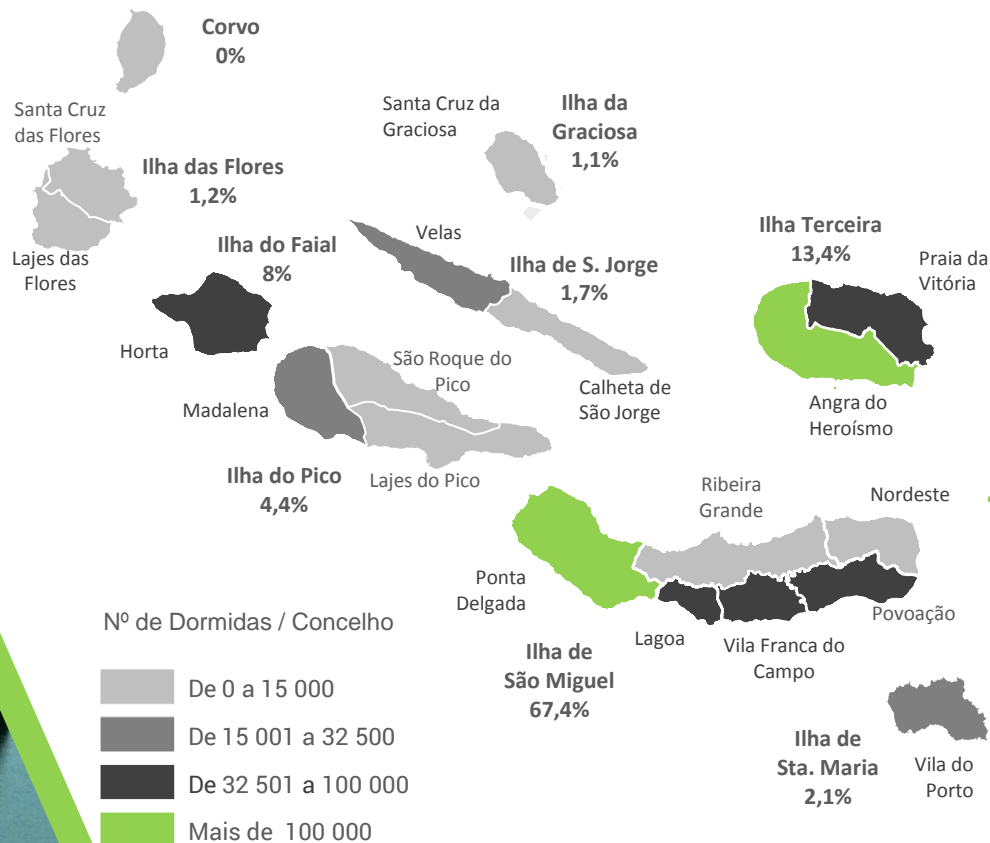 Corvo
0%
Santa Cruz
das Flores
Ilha das Flores
1,2%
Lajes das
Flores
Santa Cruz da
Graciosa
Ilha da
Graciosa
1,1%
Ilha do Faial
8%
Horta
Velas
Ilha de S. Jorge
1,7%
Calheta de
São Jorge
Ilha Terceira
13,4%
Praia da
Vitória
Angra do
Heroísmo
São Roque do
Pico
Madalena
Lajes do Pico
Ilha do Pico
4,4%
Ribeira
Grande
Nordeste
Ponta
Delgada
Lagoa
Vila Franca do
Campo
Povoação
Ilha de
São Miguel
67,4%
Ilha de
Sta. Maria
2,1%
Vila do
Porto
Nº de Dormidas / Concelho
De 0 a 15 000
De 15 001 a 32 500
De 32 501 a 100 000
Mais de 100 000